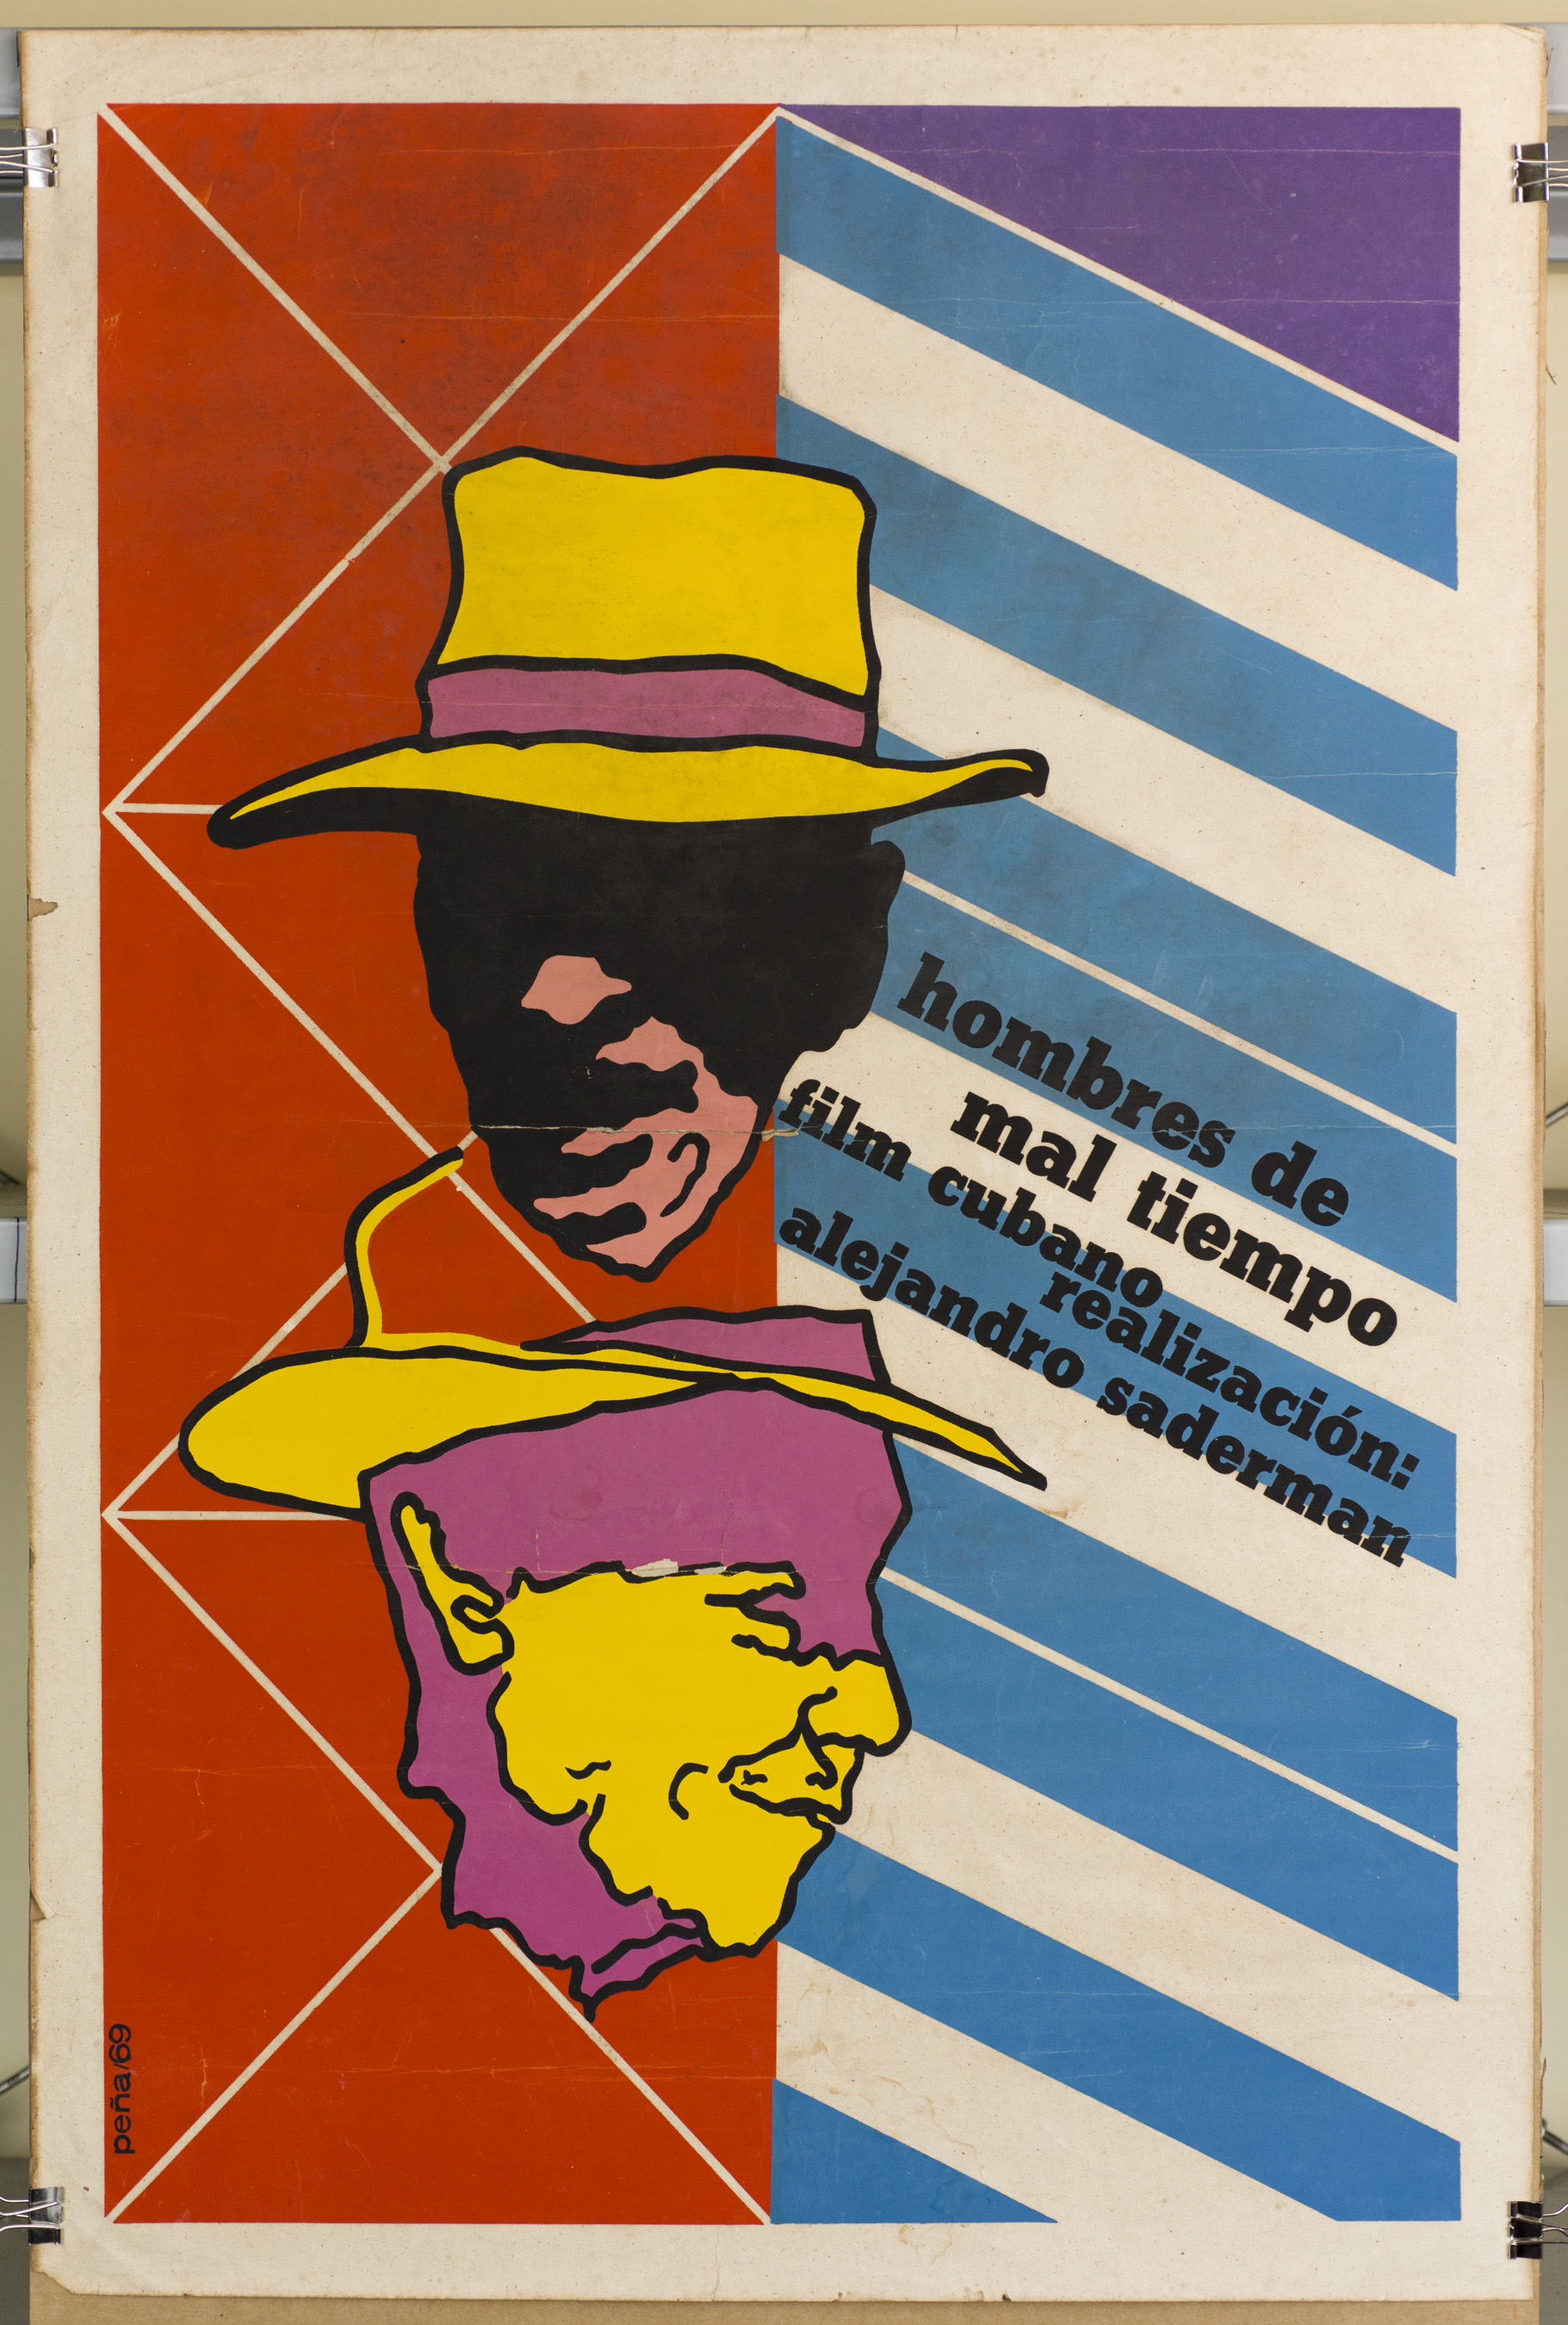 hombres de
mal tiempo
film cubano
realización:
alejandro saderman
peña/69